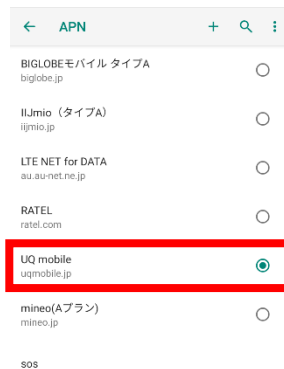 APN
BIGLOBEモバイル タイプA
biglobe.jp
IIJmio（タイプA）
iijmio.jp
LTE NET for DATA
au.au-net.ne.jp
RATEL
ratel.com
UQ mobile
uqmobile.jp
mineo(Aプラン)
mineo.jp
sos